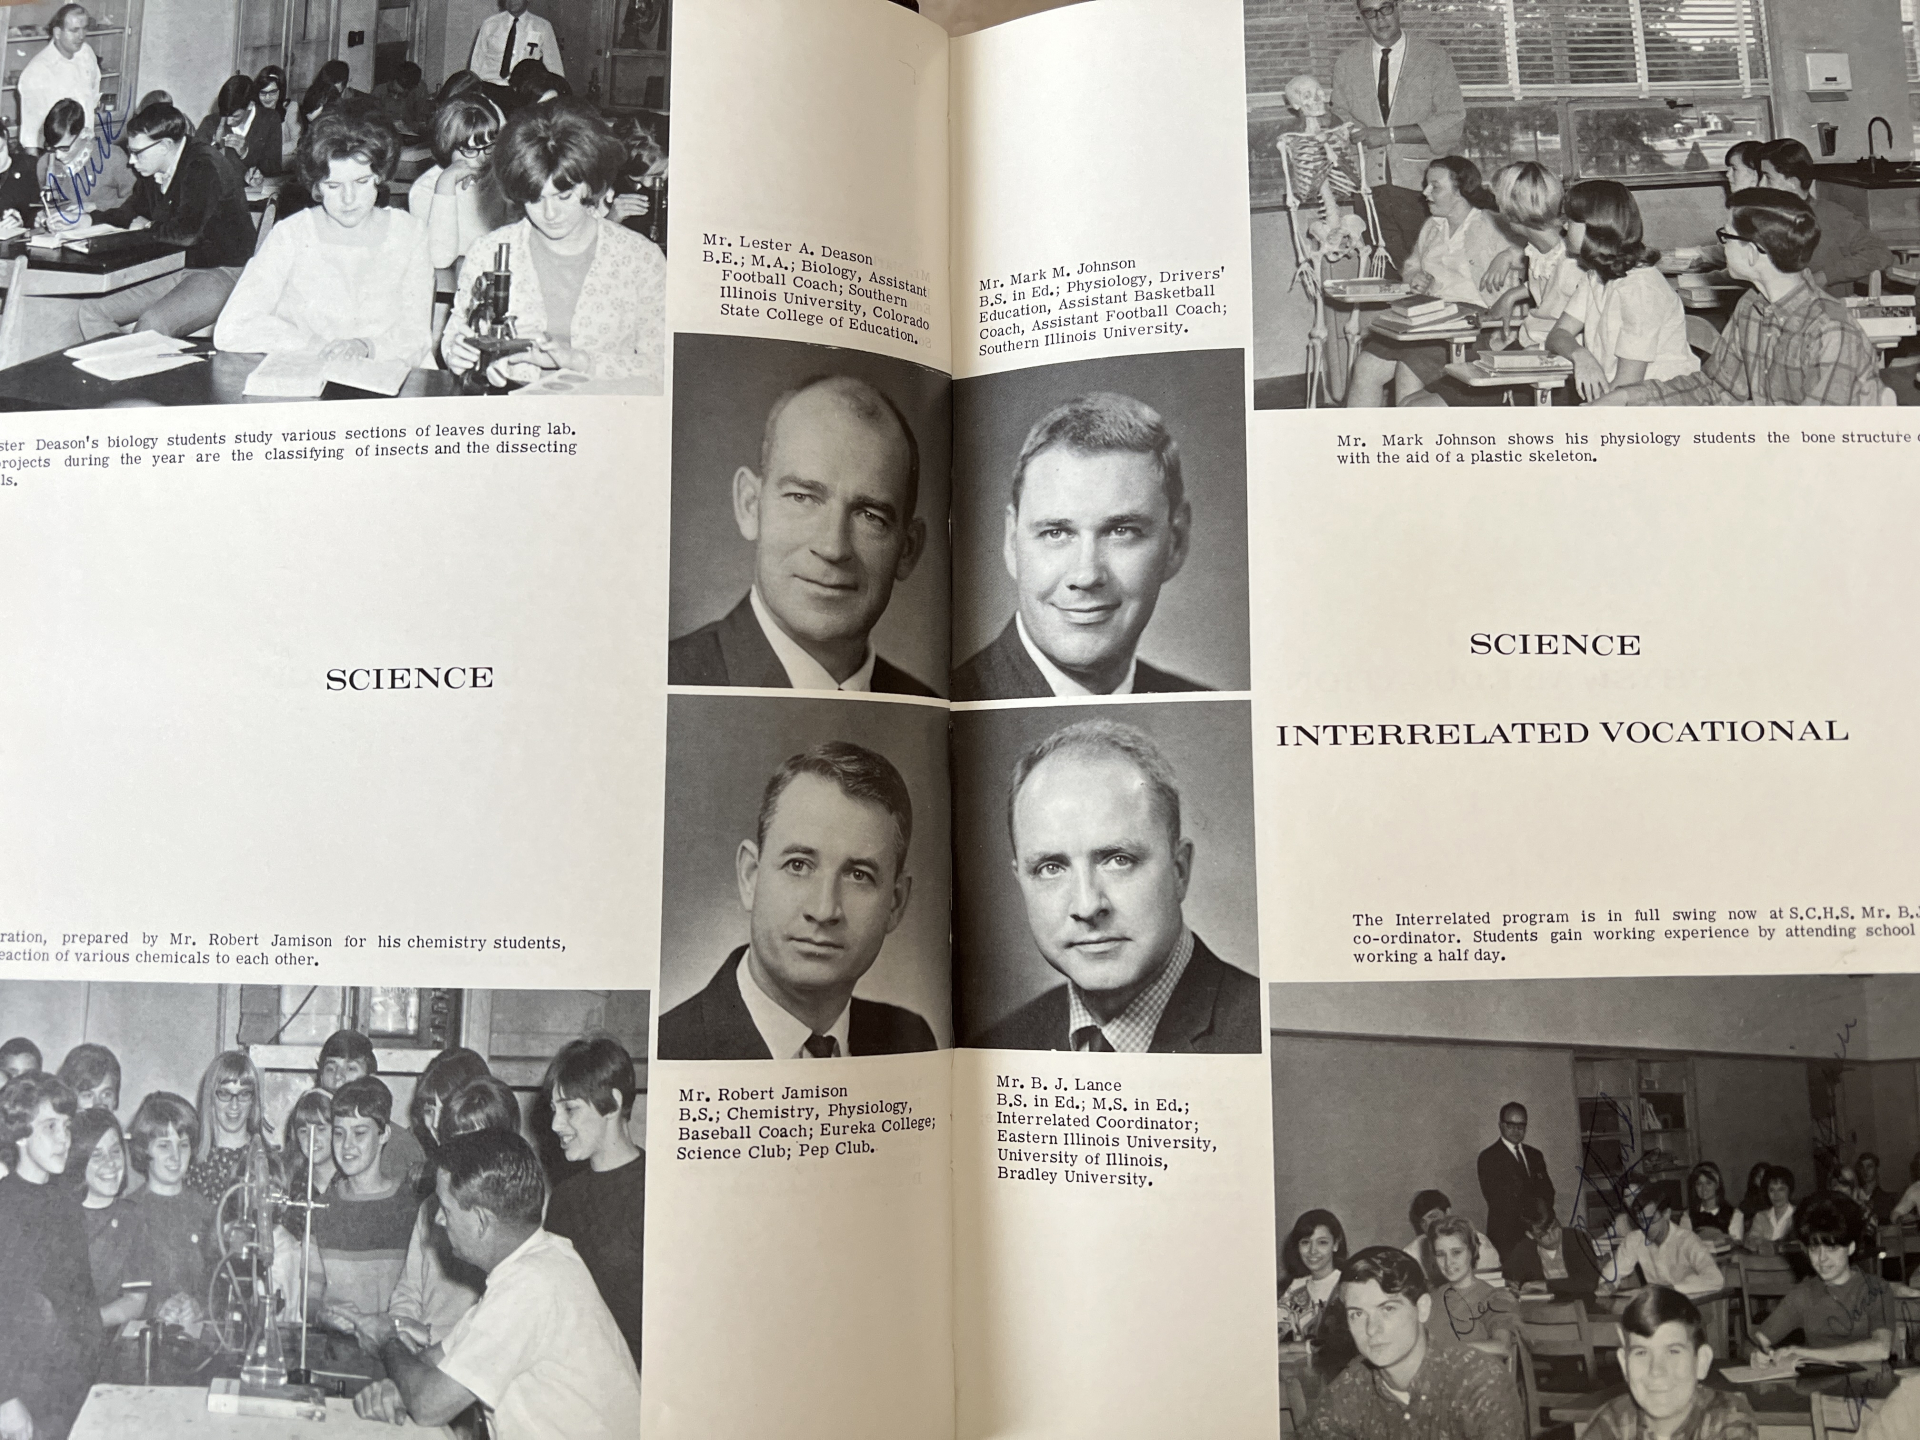 Chuck
ster Deason's biology students study various sections of leaves during lab.
rojects during the year are the classifying of insects and the dissecting
ls.
SCIENCE
ration, prepared by Mr. Robert Jamison for his chemistry students,
eaction of various chemicals to each other.
Mr. Lester A. Deason
B.E.; M.A.; Biology, Assistant
Football Coach; Southern
Illinois University, Colorado
State College of Education.
Mr. Robert Jamison
B.S.; Chemistry, Physiology,
Baseball Coach; Eureka College;
Science Club; Pep Club.
Mr. Mark M. Johnson
B.S. in Ed.; Physiology, Drivers'
Education, Assistant Basketball
Coach, Assistant Football Coach;
Southern Illinois University.
Mr. B. J. Lance
B.S. in Ed.; M.S. in Ed.;
Interrelated Coordinator;
Eastern Illinois University,
University of Illinois,
Bradley University.
Mr. Mark Johnson shows his physiology students the bone structure
with the aid of a plastic skeleton.
SCIENCE
INTERRELATED VOCATIONAL
The Interrelated program is in full swing now at S.C.H.S. Mr. B.J
co-ordinator. Students gain working experience by attending school
working a half day.